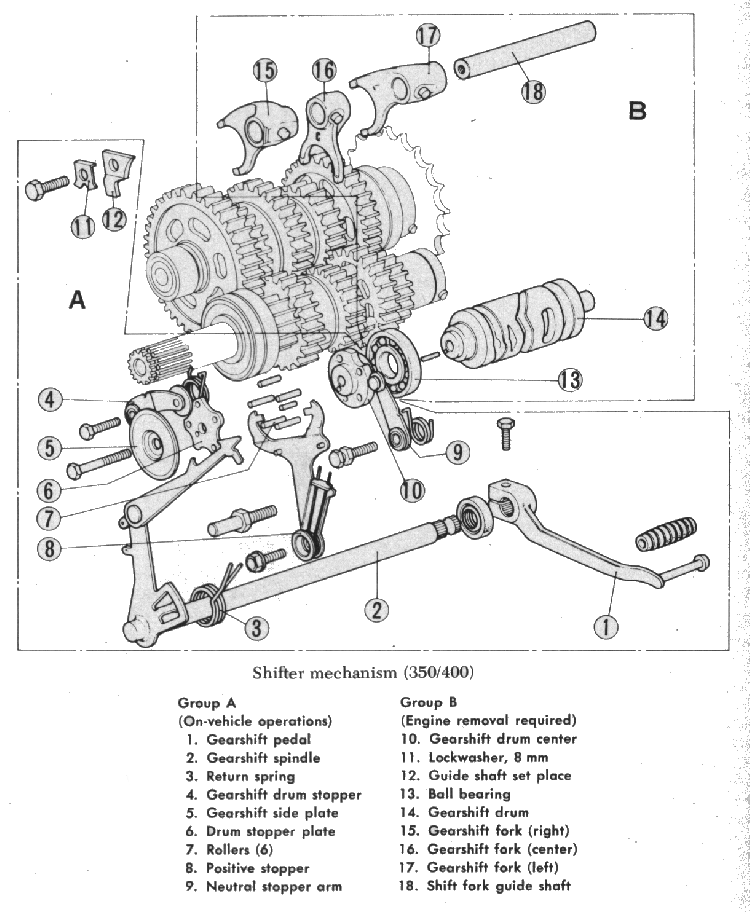 17
15
16
18
B
11
12
A
14
4
13
5
9
6
10
7
8
2
3
1
Shifter mechanism (350/400)
Group A
(On-vehicle operations)
1. Gearshift pedal
2. Gearshift spindle
3. Return spring
4. Gearshift drum stopper
5. Gearshift side plate
6. Drum stopper plate
7. Rollers (6)
8. Positive stopper
9. Neutral stopper arm
Group B
(Engine removal required)
10. Gearshift drum center
11. Lockwasher, 8 mm
12. Guide shaft set place
13. Ball bearing
14. Gearshift drum
15. Gearshift fork (right)
16. Gearshift fork (center)
17. Gearshift fork (left)
18. Shift fork guide shaft